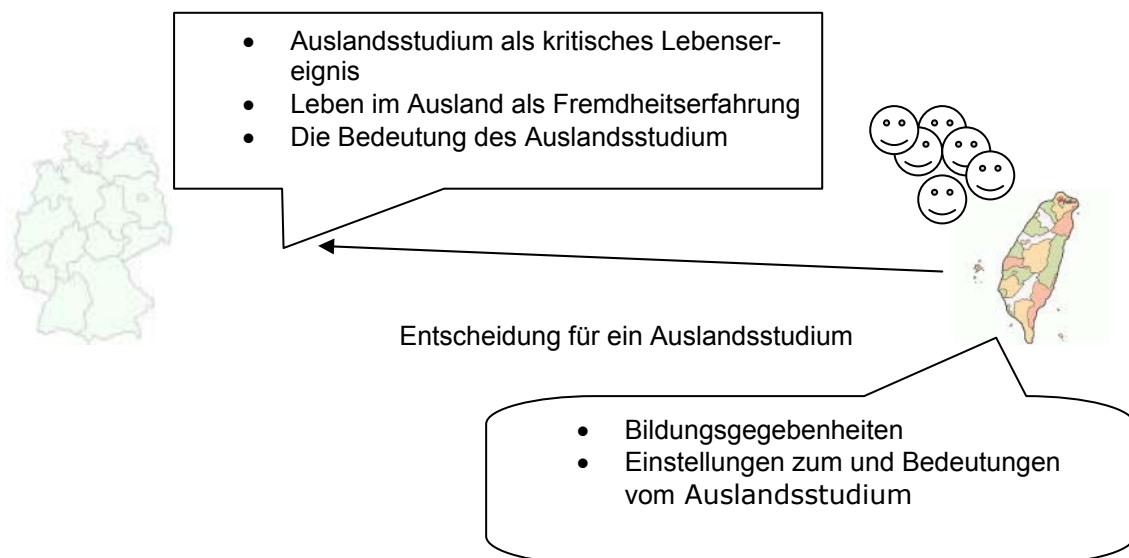 • Auslandsstudium als kritisches Lebenser-
eignis
• Leben im Ausland als Fremdheitserfahrung
• Die Bedeutung des Auslandsstudium
Entscheidung für ein Auslandsstudium
• Bildungsgegebenheiten
• Einstellungen zum und Bedeutungen
vom Auslandsstudium